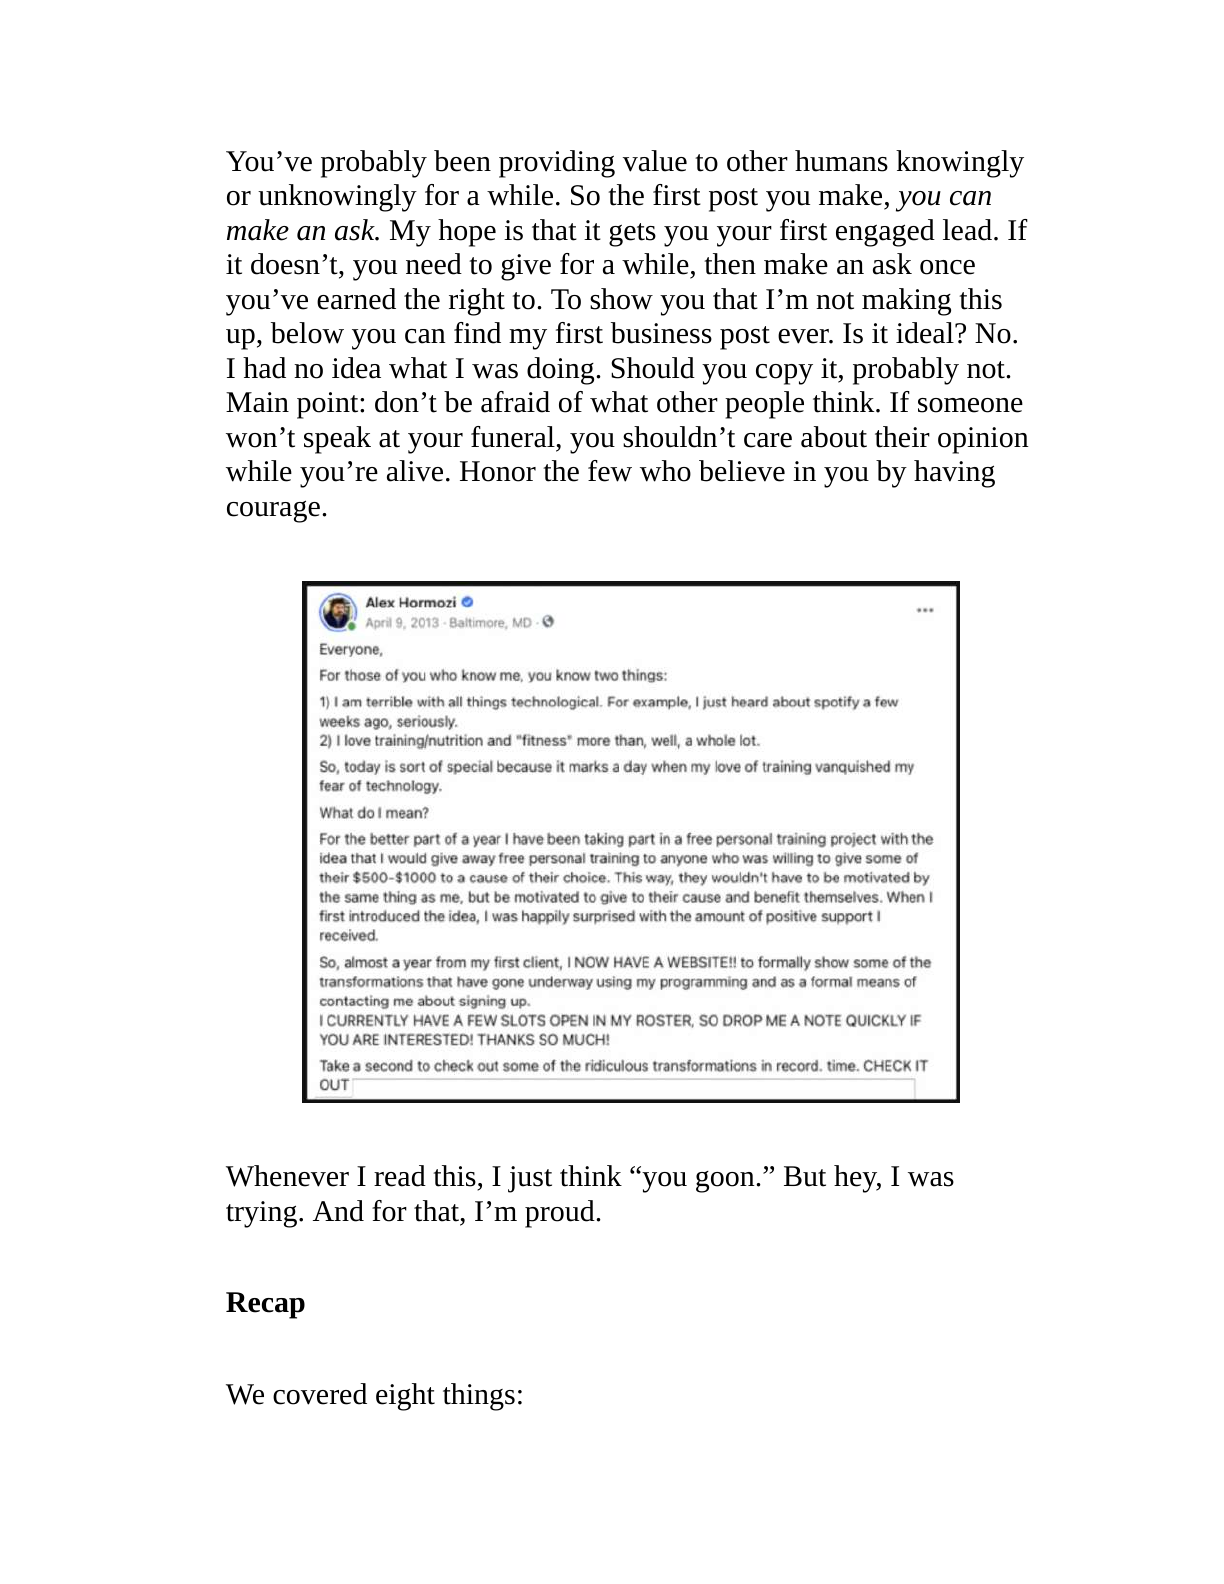 You’ve probably been providing value to other humans knowingly
or unknowingly for a while. So the first post you make, you can
make an ask. My hope is that it gets you your first engaged lead. If
it doesn’t, you need to give for a while, then make an ask once
you’ve earned the right to. To show you that I’m not making this
up, below you can find my first business post ever. Is it ideal? No.
I had no idea what I was doing. Should you copy it, probably not.
Main point: don’t be afraid of what other people think. If someone
won’t speak at your funeral, you shouldn’t care about their opinion
while you’re alive. Honor the few who believe in you by having
courage.
Alex Hormozi
April 9, 2013 · Baltimore, MD ·
Everyone,
For those of you who know me, you know two things:
1) I am terrible with all things technological. For example, I just heard about spotify a few
weeks ago, seriously.
2) I love training/nutrition and "fitness" more than, well, a whole lot.
So, today is sort of special because it marks a day when my love of training vanquished my
fear of technology.
What do I mean?
For the better part of a year I have been taking part in a free personal training project with the
idea that I would give away free personal training to anyone who was willing to give some of
their $500-$1000 to a cause of their choice. This way, they wouldn't have to be motivated by
the same thing as me, but be motivated to give to their cause and benefit themselves. When I
first introduced the idea, I was happily surprised with the amount of positive support I
received.
So, almost a year from my first client, I NOW HAVE A WEBSITE!! to formally show some of the
transformations that have gone underway using my programming and as a formal means of
contacting me about signing up.
I CURRENTLY HAVE A FEW SLOTS OPEN IN MY ROSTER, SO DROP ME A NOTE QUICKLY IF
YOU ARE INTERESTED! THANKS SO MUCH!
Take a second to check out some of the ridiculous transformations in record. time. CHECK IT
OUT
Whenever I read this, I just think “you goon.” But hey, I was
trying. And for that, I’m proud.
Recap
We covered eight things: